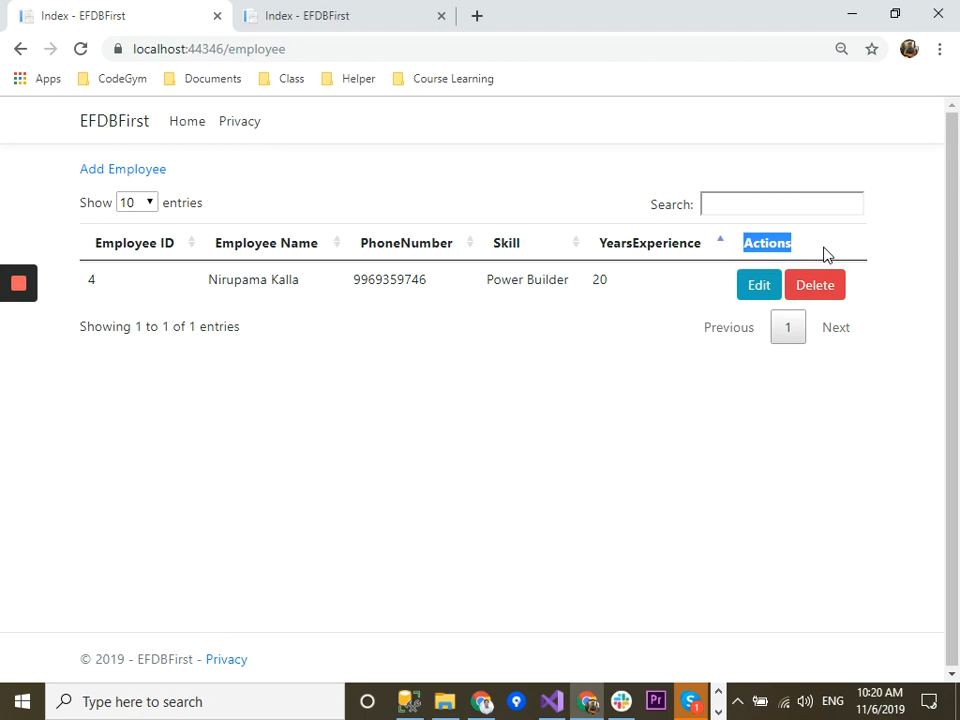 Index - EFDBFirst
Index - EFDBFirst
localhost:44346/employee
Apps CodeGym Documents Class Helper Course Learning
EFDBFirst Home Privacy
Add Employee
Show 10 entries Search:
Employee ID Employee Name PhoneNumber Skill YearsExperience Actions
4 Nirupama Kalla 9969359746 Power Builder 20 Edit Delete
Showing 1 to 1 of 1 entries Previous 1 Next
© 2019 - EFDBFirst - Privacy
Type here to search Pr S 1 ENG 10:20 AM
11/6/2019